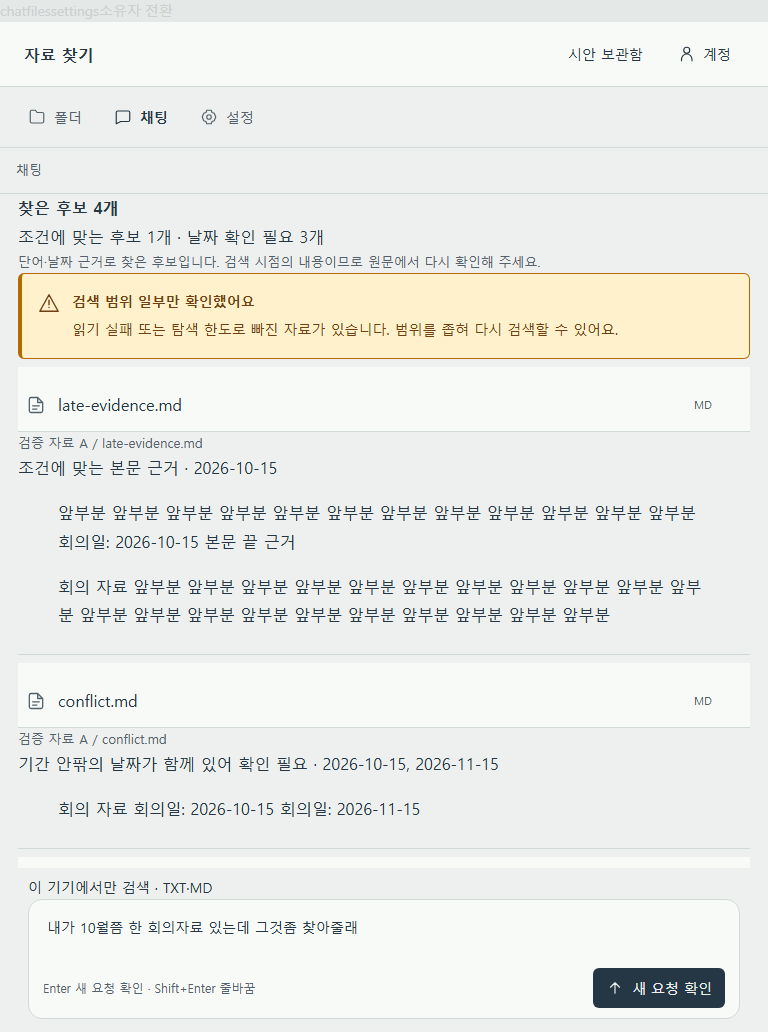 chatfilessettings소유자 전환
자료 찾기
시안 보관함
계정
폴더
채팅
설정
채팅
찾은 후보 4개
조건에 맞는 후보 1개 · 날짜 확인 필요 3개
단어·날짜 근거로 찾은 후보입니다. 검색 시점의 내용이므로 원문에서 다시 확인해 주세요.
검색 범위 일부만 확인했어요
읽기 실패 또는 탐색 한도로 빠진 자료가 있습니다. 범위를 좁혀 다시 검색할 수 있어요.
late-evidence.md
MD
검증 자료 A / late-evidence.md
조건에 맞는 본문 근거 · 2026-10-15
앞부분 앞부분 앞부분 앞부분 앞부분 앞부분 앞부분 앞부분 앞부분 앞부분 앞부분 앞부분
회의일: 2026-10-15 본문 끝 근거
회의 자료 앞부분 앞부분 앞부분 앞부분 앞부분 앞부분 앞부분 앞부분 앞부분 앞부분 앞부
분 앞부분 앞부분 앞부분 앞부분 앞부분 앞부분 앞부분 앞부분 앞부분 앞부분
conflict.md
MD
검증 자료 A / conflict.md
기간 안팎의 날짜가 함께 있어 확인 필요 · 2026-10-15, 2026-11-15
회의 자료 회의일: 2026-10-15 회의일: 2026-11-15
이 기기에서만 검색 · TXT·MD
내가 10월쯤 한 회의자료 있는데 그것좀 찾아줄래
Enter 새 요청 확인 · Shift+Enter 줄바꿈
새 요청 확인